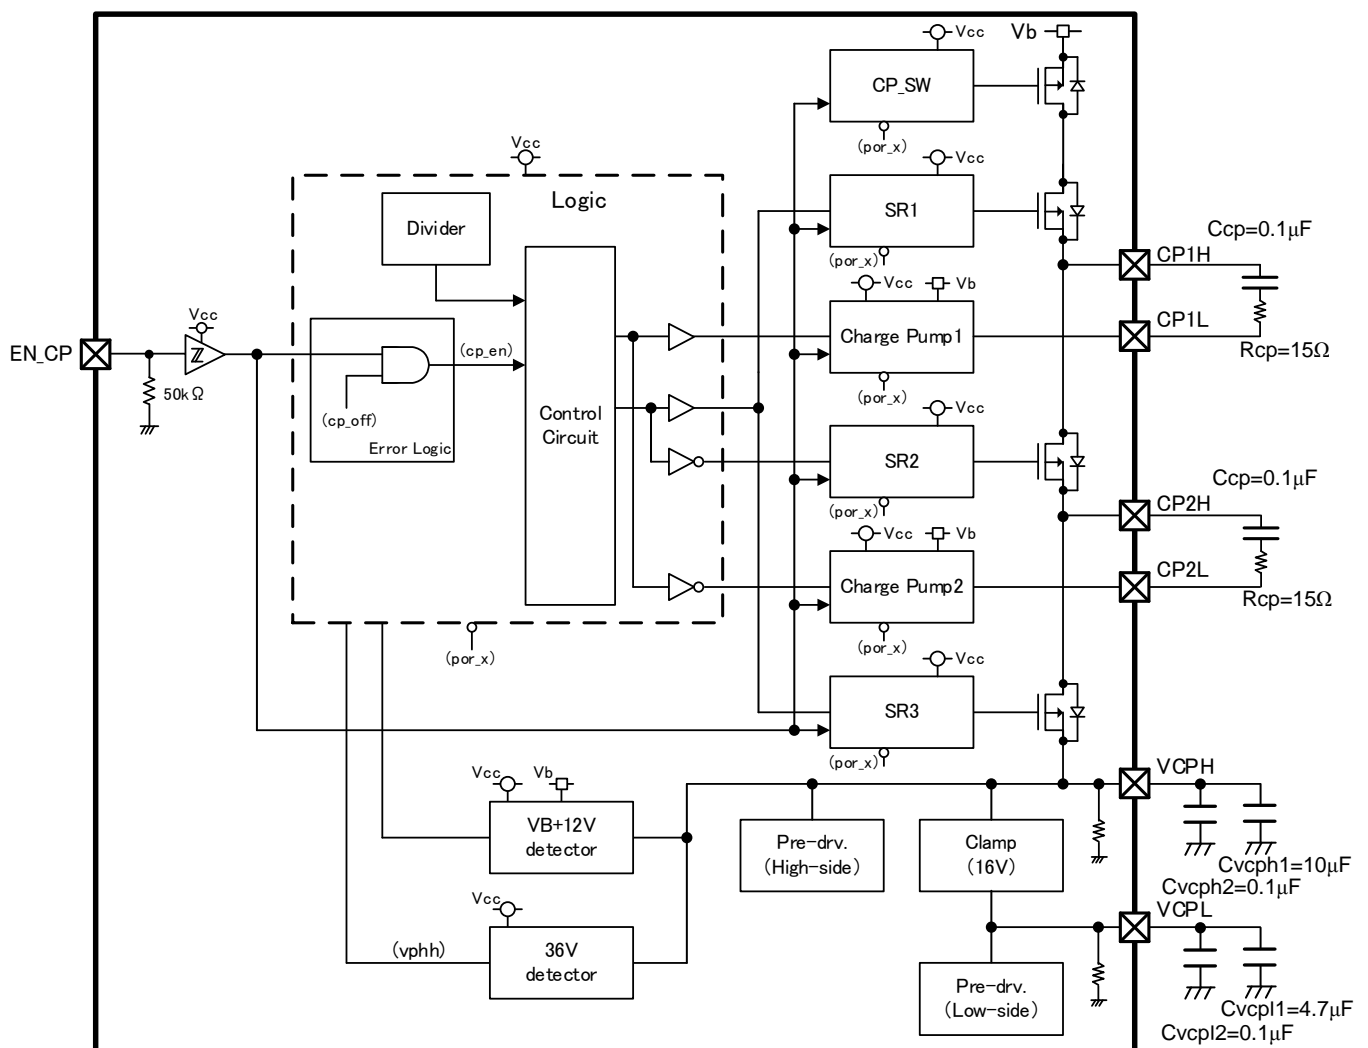 Vcc
Vb
CP_SW
(por_x)
Vcc
Vcc
Logic
SR1
Divider
Ccp=0.1μF
(por_x)
CP1H
Vcc
Vb
Vcc
Charge Pump1
CP1L
EN_CP
(cp_en)
Rcp=15Ω
50kΩ
(por_x)
(cp_off)
Error Logic
Control
Circuit
Vcc
SR2
Ccp=0.1μF
CP2H
(por_x)
Vcc
Vb
Charge Pump2
CP2L
Rcp=15Ω
(por_x)
(por_x)
Vcc
SR3
(por_x)
VCPH
Vcc
Vb
VB+12V
detector
Pre-drv.
(High-side)
Clamp
(16V)
Cvcph1=10μF
Cvcph2=0.1μF
Vcc
VCPL
(vphh)
36V
detector
Pre-drv.
(Low-side)
Cvcpl1=4.7μF
Cvcpl2=0.1μF